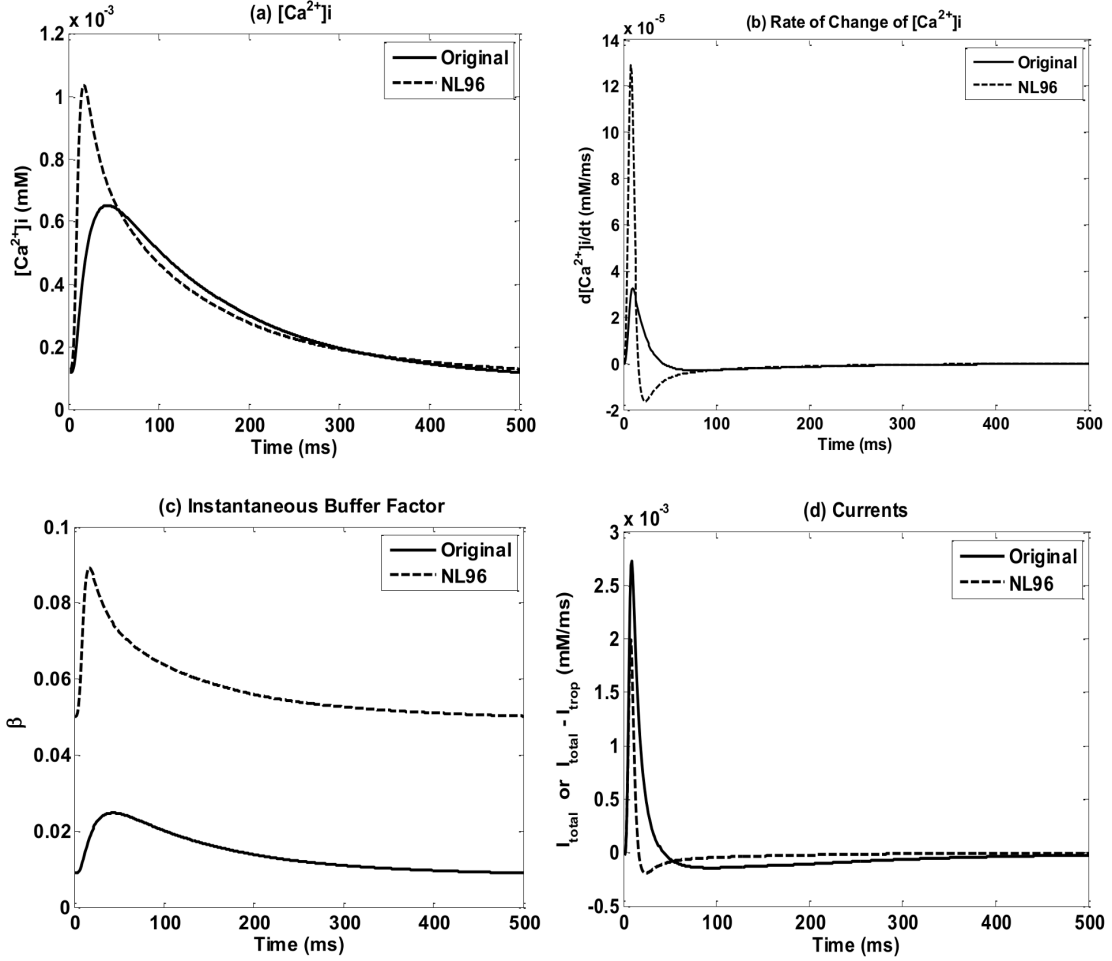 (a) [Ca²⁺]i
x 10⁻³
1.2
1
0.8
0.6
0.4
0.2
0
[Ca²⁺]i (mM)
Original
NL96
0 100 200 300 400 500
Time (ms)
(b) Rate of Change of [Ca²⁺]i
x 10⁻⁵
14
12
10
8
6
4
2
0
-2
d[Ca²⁺]i/dt (mM/ms)
Original
NL96
0 100 200 300 400 500
Time (ms)
(c) Instantaneous Buffer Factor
0.1
0.08
0.06
0.04
0.02
0
β
Original
NL96
0 100 200 300 400 500
Time (ms)
(d) Currents
x 10⁻³
3
2.5
2
1.5
1
0.5
0
-0.5
I_total or I_total - I_trop (mM/ms)
Original
NL96
0 100 200 300 400 500
Time (ms)